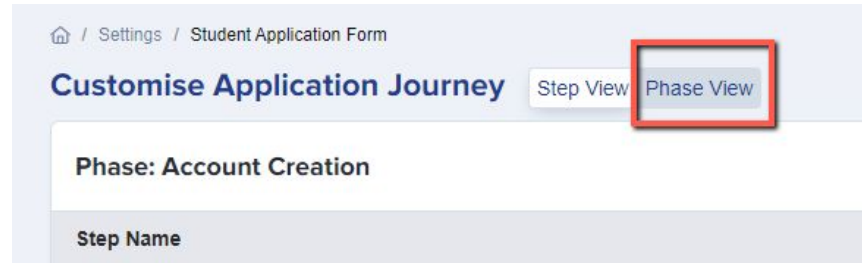 / Settings / Student Application Form
Customise Application Journey Step View Phase View
Phase: Account Creation
Step Name